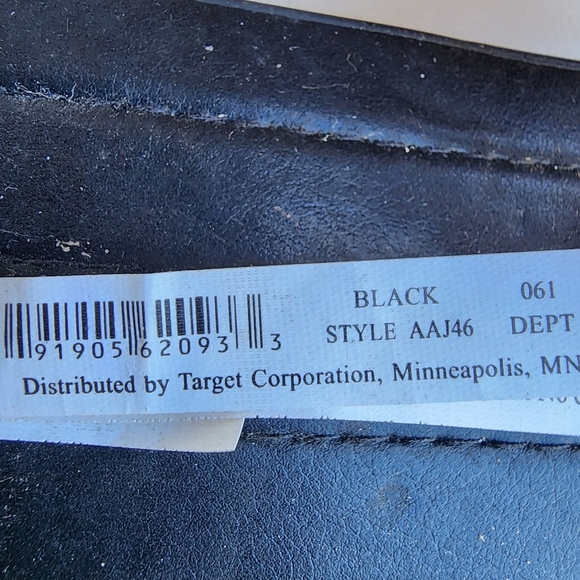 BLACK 061
STYLE AAJ46 DEPT
91905 62093 3
Distributed by Target Corporation, Minneapolis, MN